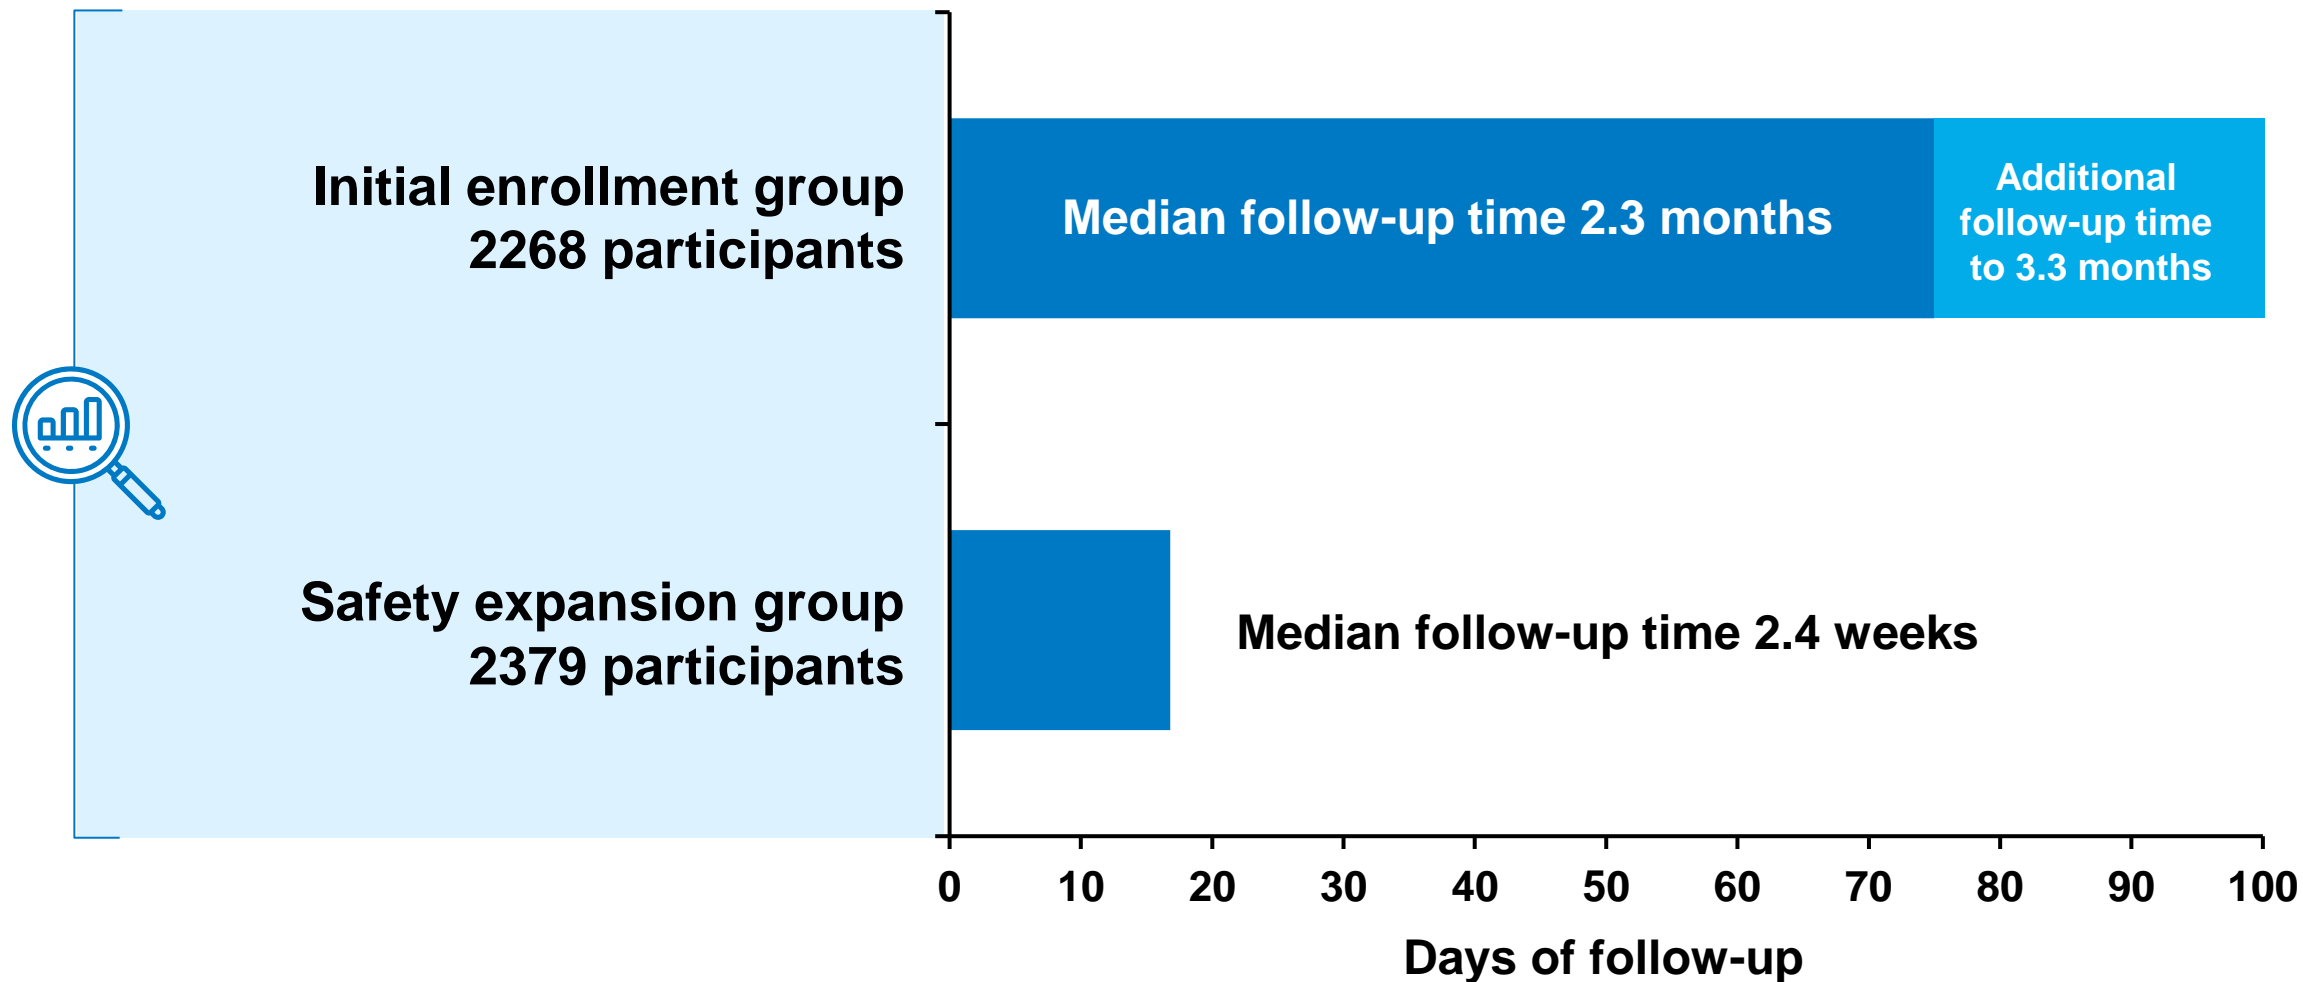 Initial enrollment group
2268 participants
Median follow-up time 2.3 months
Additional
follow-up time
to 3.3 months
Safety expansion group
2379 participants
Median follow-up time 2.4 weeks
0 10 20 30 40 50 60 70 80 90 100
Days of follow-up